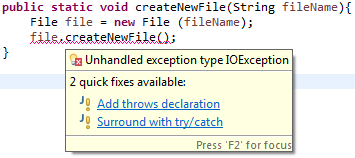 public static void createNewFile(String fileName){
File file = new File (fileName);
file.createNewFile();
}
Unhandled exception type IOException
2 quick fixes available:
Add throws declaration
Surround with try/catch
Press 'F2' for focus